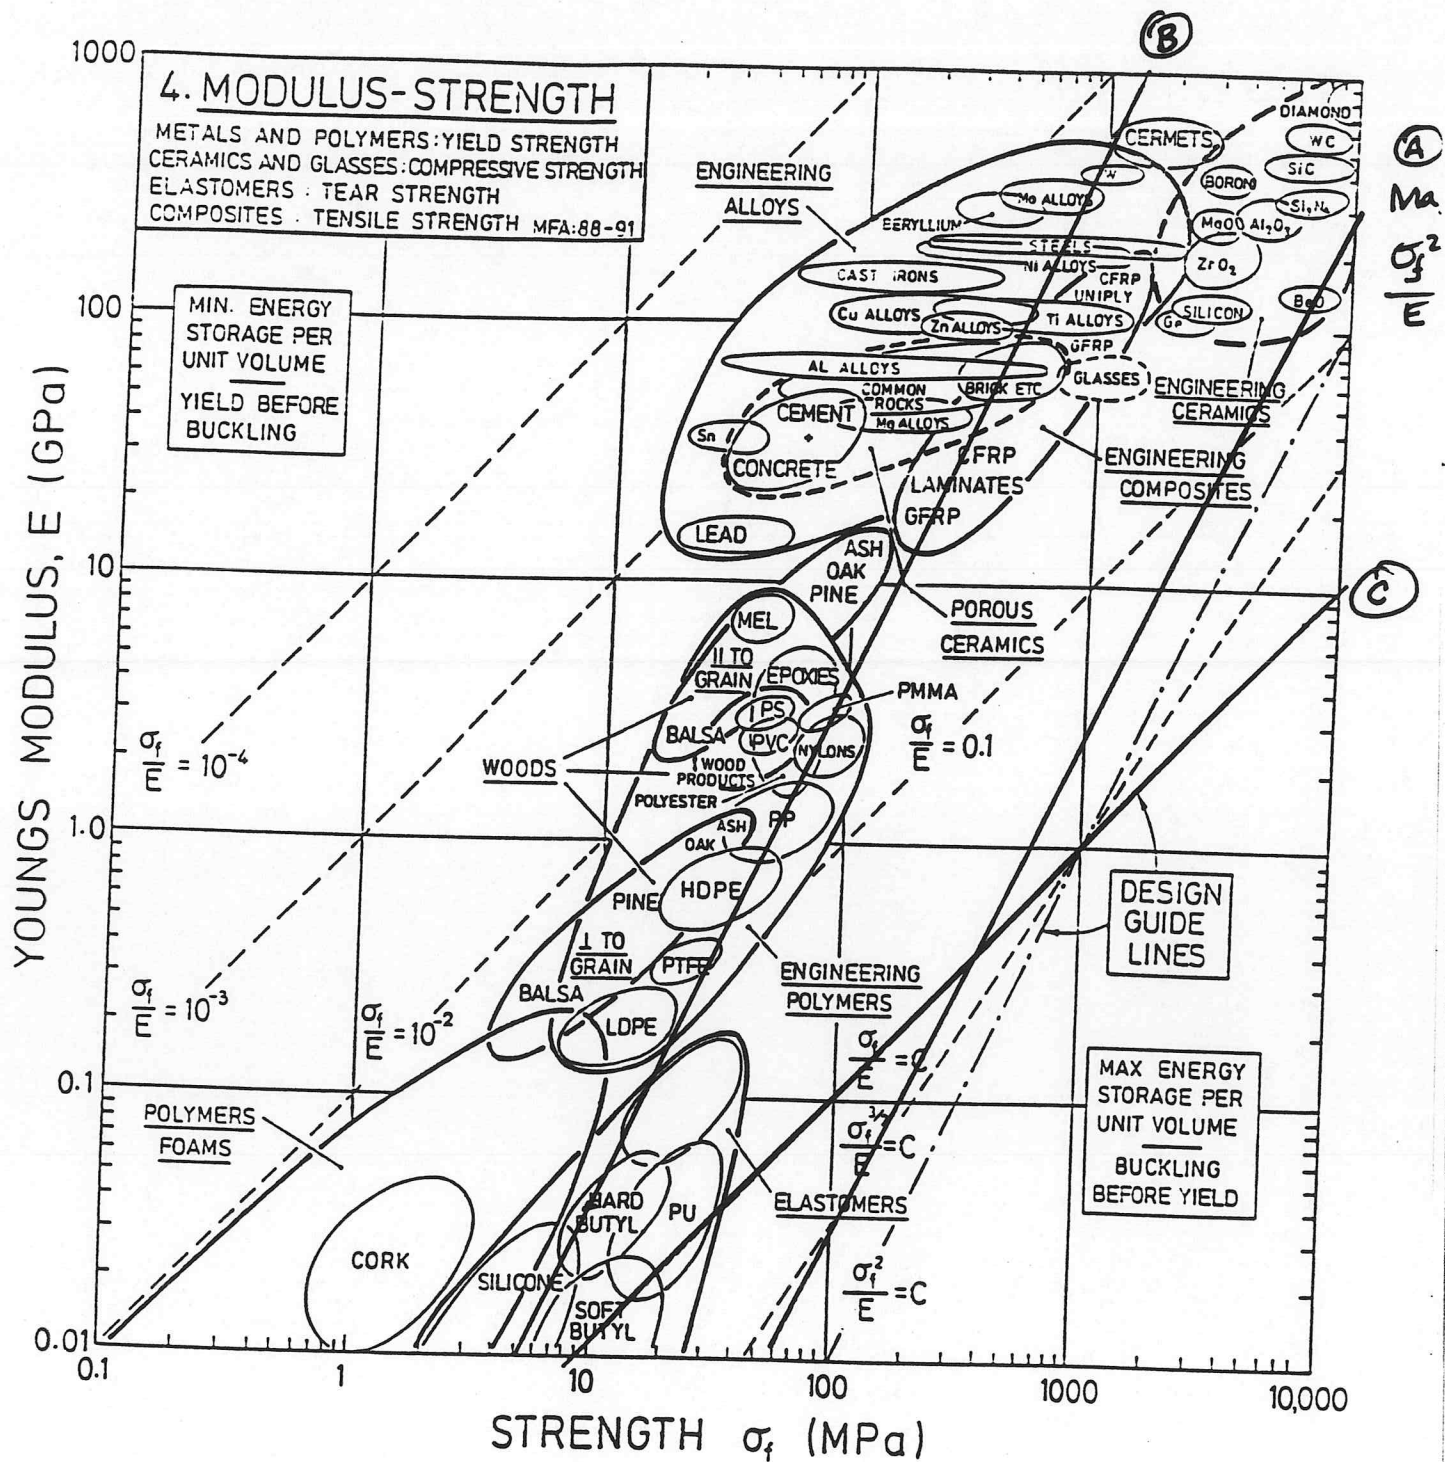 B
1000
4. MODULUS-STRENGTH
METALS AND POLYMERS: YIELD STRENGTH
CERAMICS AND GLASSES: COMPRESSIVE STRENGTH
ELASTOMERS : TEAR STRENGTH
COMPOSITES : TENSILE STRENGTH MFA:88-91
DIAMOND
CERMETS
WC
A
ENGINEERING
ALLOYS
W
SiC
BORON
Ma.
Mo ALLOYS
Si₃N₄
BERYLLIUM
Al₂O₃
STEELS
σf²
E
Ni ALLOYS
ZrO₂
CAST IRONS
CFRP
UNIPLY
MIN. ENERGY
STORAGE PER
UNIT VOLUME
YIELD BEFORE
BUCKLING
100
BeO
Cu ALLOYS
Zn ALLOYS
Ti ALLOYS
SILICON
GFRP
AL ALLOYS
GLASSES
COMMON
ROCKS
BRICK ETC
ENGINEERING
CERAMICS
CEMENT
Mg ALLOYS
Sn
CONCRETE
CFRP
LAMINATES
GFRP
ENGINEERING
COMPOSITES
LEAD
10
ASH
OAK
PINE
POROUS
CERAMICS
C
MEL
|| TO
GRAIN
EPOXIES
PMMA
PS
BALSA
PVC
NYLONS
σf/E = 0.1
σf/E = 10⁻⁴
WOODS
WOOD
PRODUCTS
POLYESTER
1.0
ASH
OAK
PP
HDPE
PINE
DESIGN
GUIDE
LINES
⊥ TO
GRAIN
PTFE
ENGINEERING
POLYMERS
BALSA
LDPE
σf/E = 10⁻³
σf/E = 10⁻²
σf/E = C
MAX ENERGY
STORAGE PER
UNIT VOLUME
BUCKLING
BEFORE YIELD
0.1
POLYMERS
FOAMS
σf³ᐟ²/E = C
ELASTOMERS
HARD
BUTYL
PU
CORK
SILICONE
SOFT
BUTYL
σf²/E = C
0.01
0.1
1
10
100
1000
10,000
STRENGTH σf (MPa)
YOUNGS MODULUS, E (GPa)